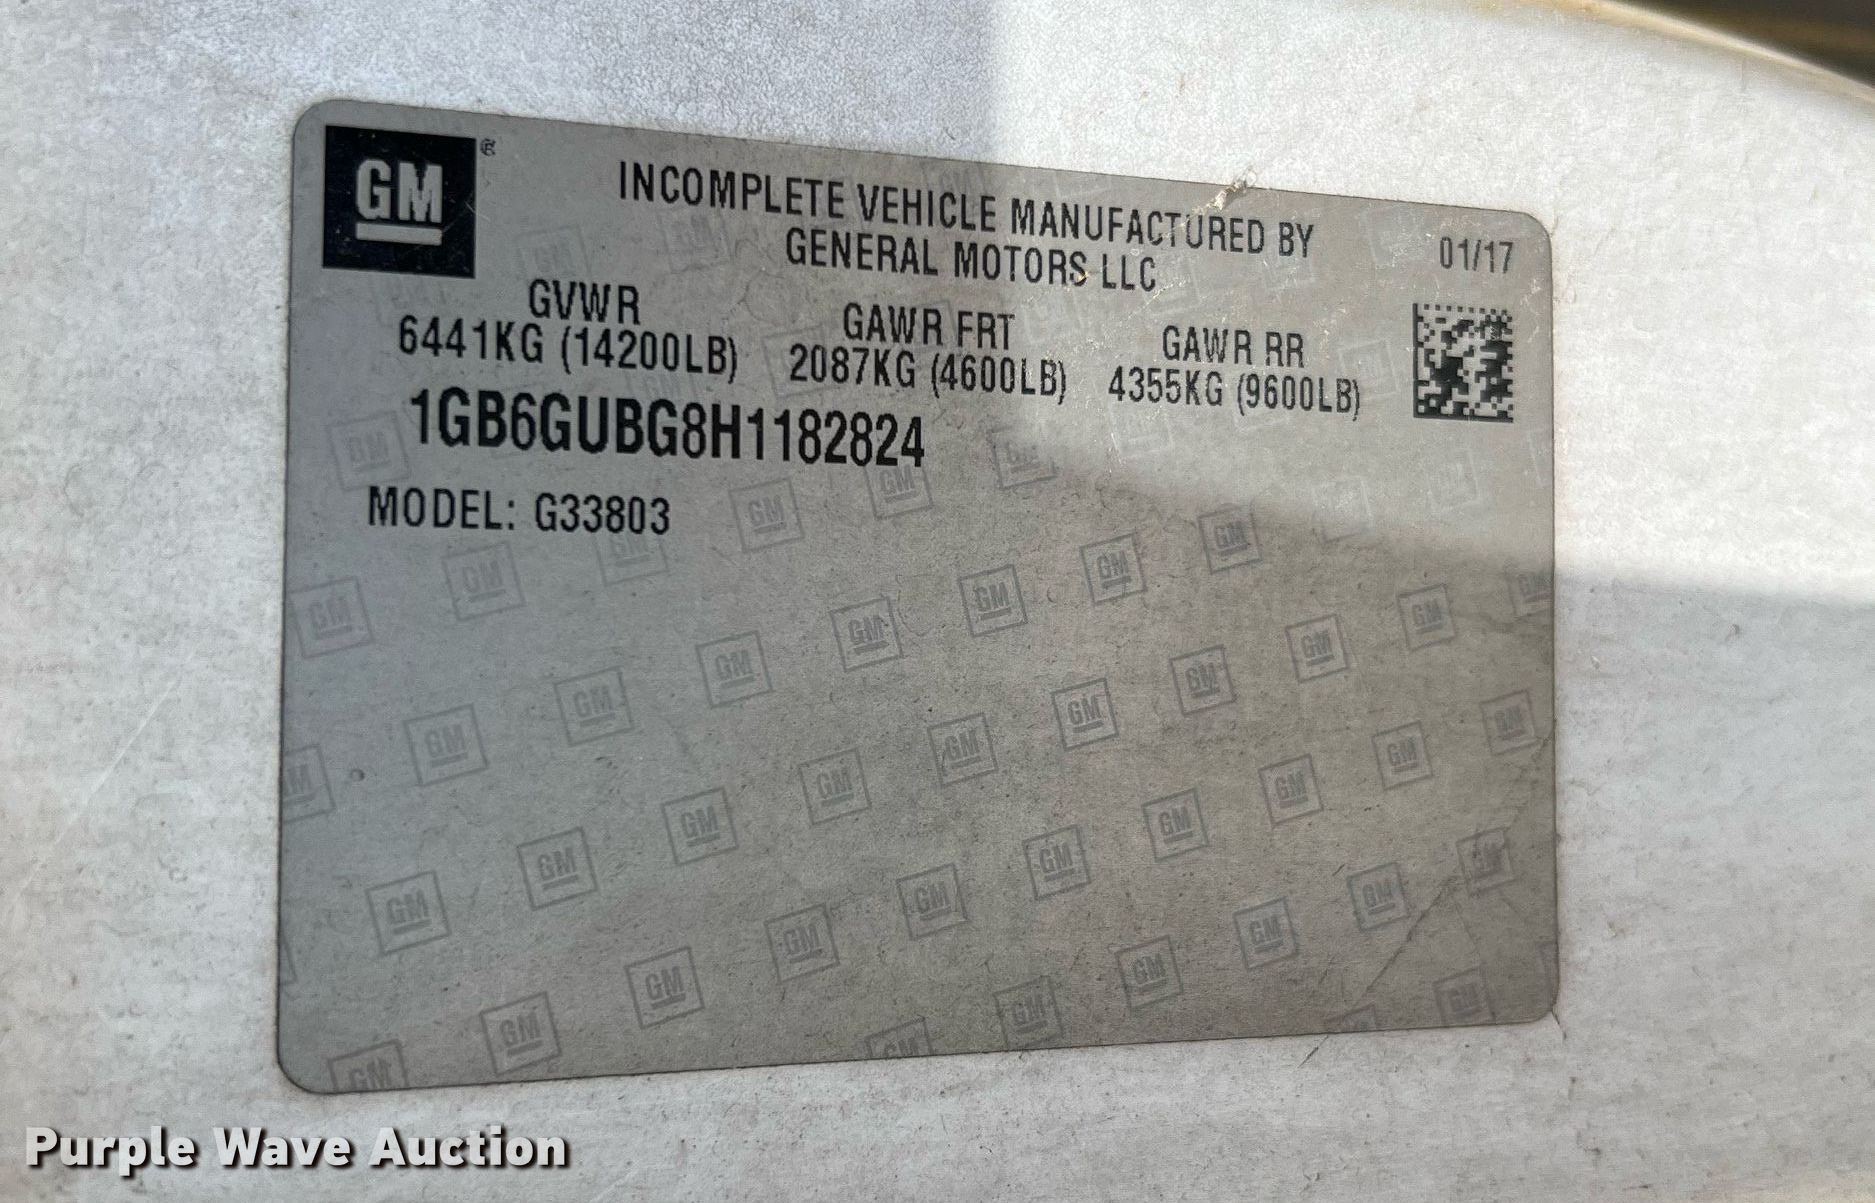 GM®
INCOMPLETE VEHICLE MANUFACTURED BY
GENERAL MOTORS LLC
01/17
GVWR
6441KG (14200LB)
GAWR FRT
2087KG (4600LB)
GAWR RR
4355KG (9600LB)
1GB6GUBG8H1182824
MODEL: G33803
Purple Wave Auction